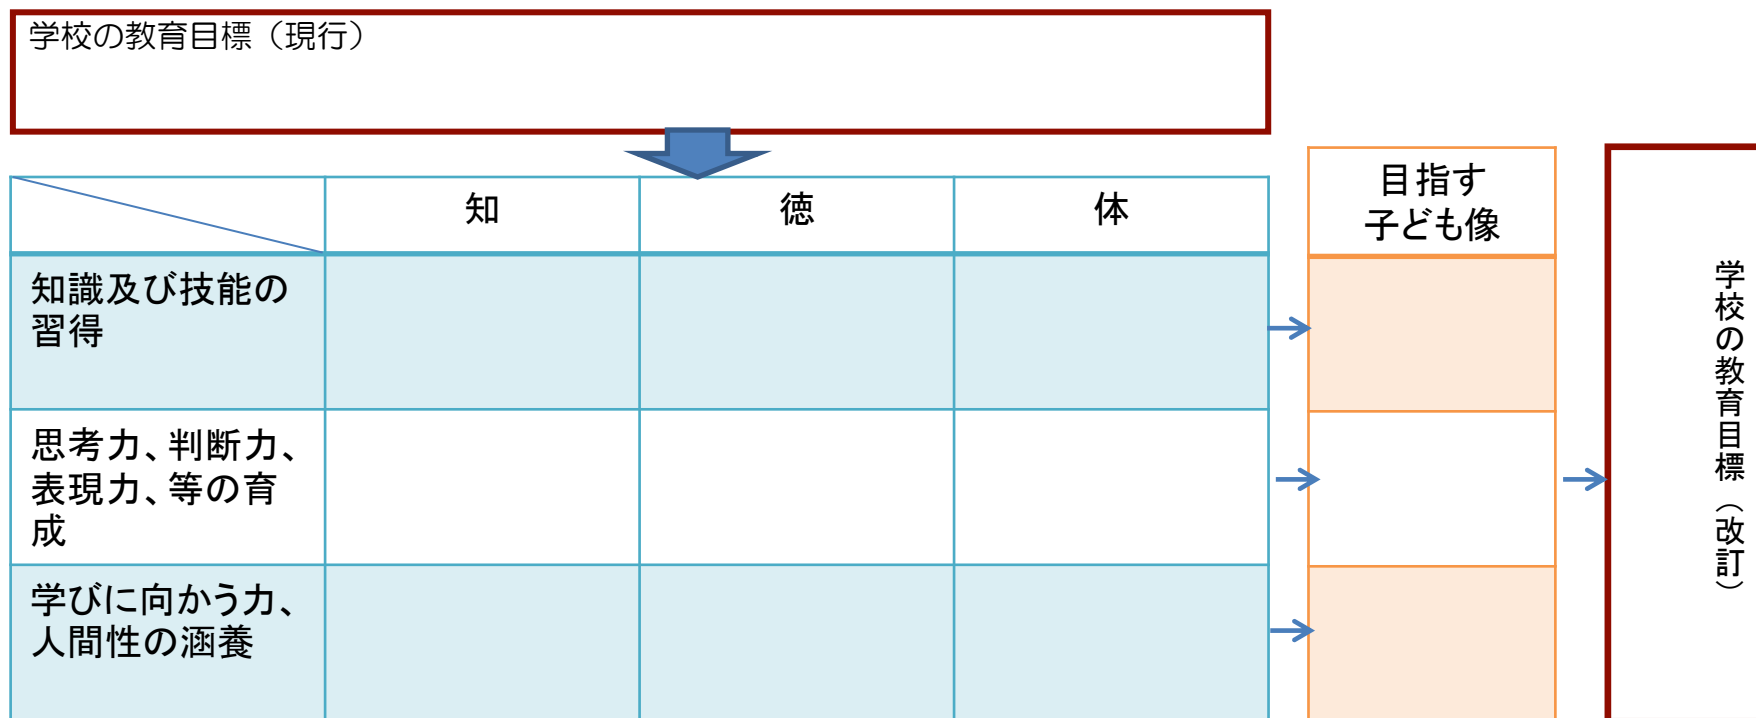 学校の教育目標（現行）
知
徳
体
目指す
子ども像
知識及び技能の
習得
思考力、判断力、
表現力、等の育
成
学びに向かう力、
人間性の涵養
学校の教育目標（改訂）